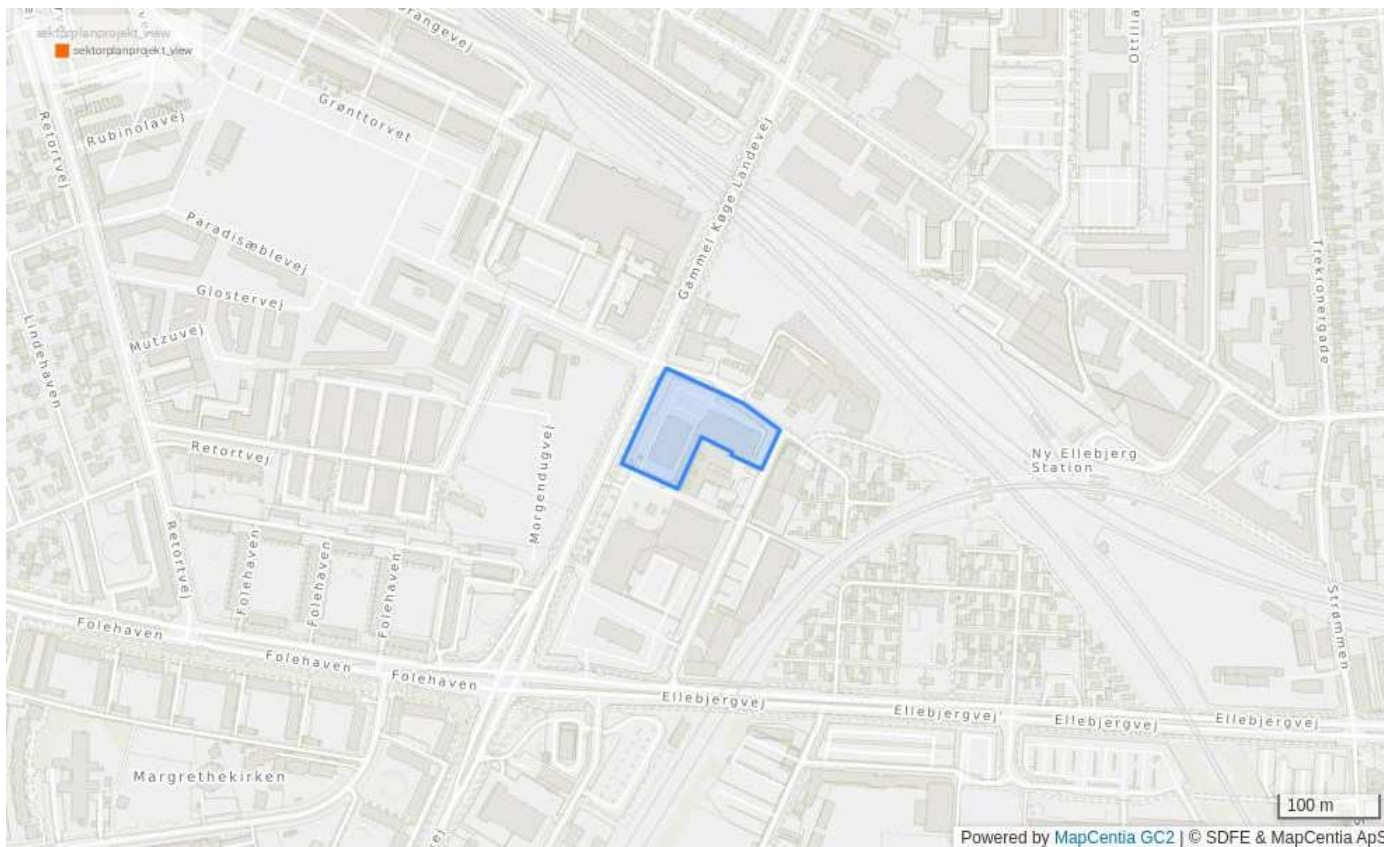 sektorplanprojekt_view
sektorplanprojekt_view
Grønttorvet
Rubinolavej
Retortvej
Ottilia
Gammel Køge Landevej
Paradisæblevej
Glostervej
Mutzuvej
Lindehaven
Trekronergade
Retortvej
Morgendugvej
Ny Ellebjerg
Station
Retortvej
Folehaven
Folehaven
Folehaven
Strømmen
Folehaven
Folehaven
Folehaven
Ellebjergvej
Ellebjergvej
Ellebjergvej
Ellebjergvej
Margrethekirken
100 m
Powered by MapCentia GC2 | © SDFE & MapCentia ApS